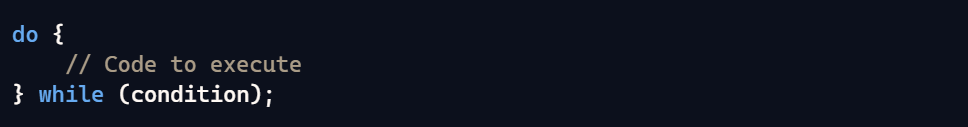 do {
    // Code to execute
} while (condition);